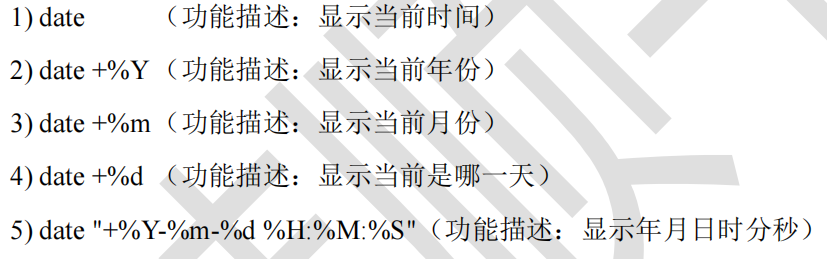 1) date （功能描述：显示当前时间）
2) date +%Y （功能描述：显示当前年份）
3) date +%m（功能描述：显示当前月份）
4) date +%d （功能描述：显示当前是哪一天）
5) date "+%Y-%m-%d %H:%M:%S"（功能描述：显示年月日时分秒）